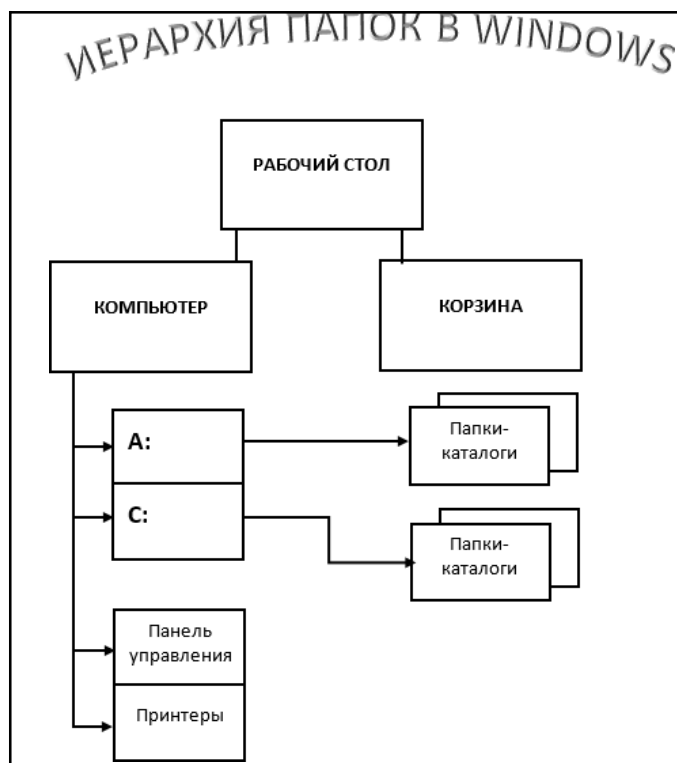 ИЕРАРХИЯ ПАПОК В WINDOWS
РАБОЧИЙ СТОЛ
КОМПЬЮТЕР
КОРЗИНА
A:
Папки-
каталоги
C:
Папки-
каталоги
Панель
управления
Принтеры